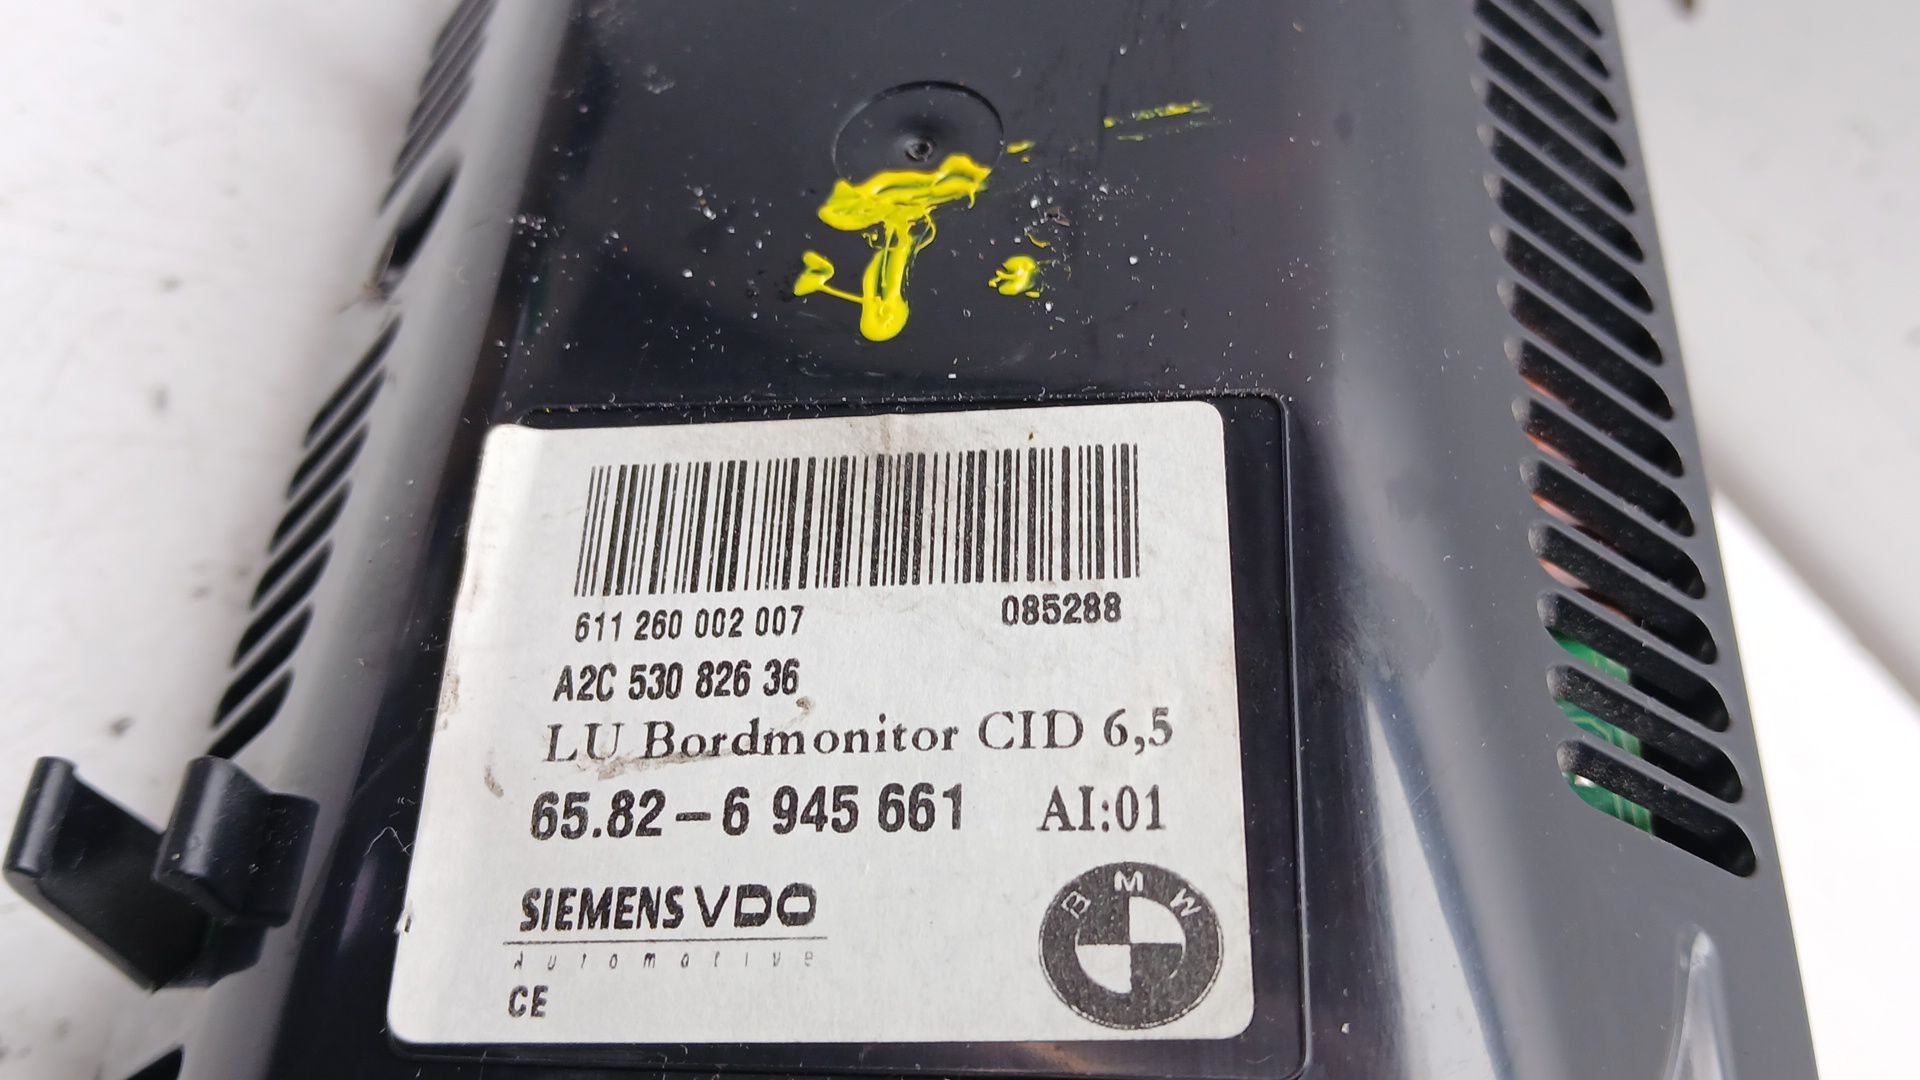 611 260 002 007 085288
A2C 530 826 36
LU Bordmonitor CID 6,5
65.82-6 945 661 AI:01
SIEMENS VDO
Automotive
CE
BMW